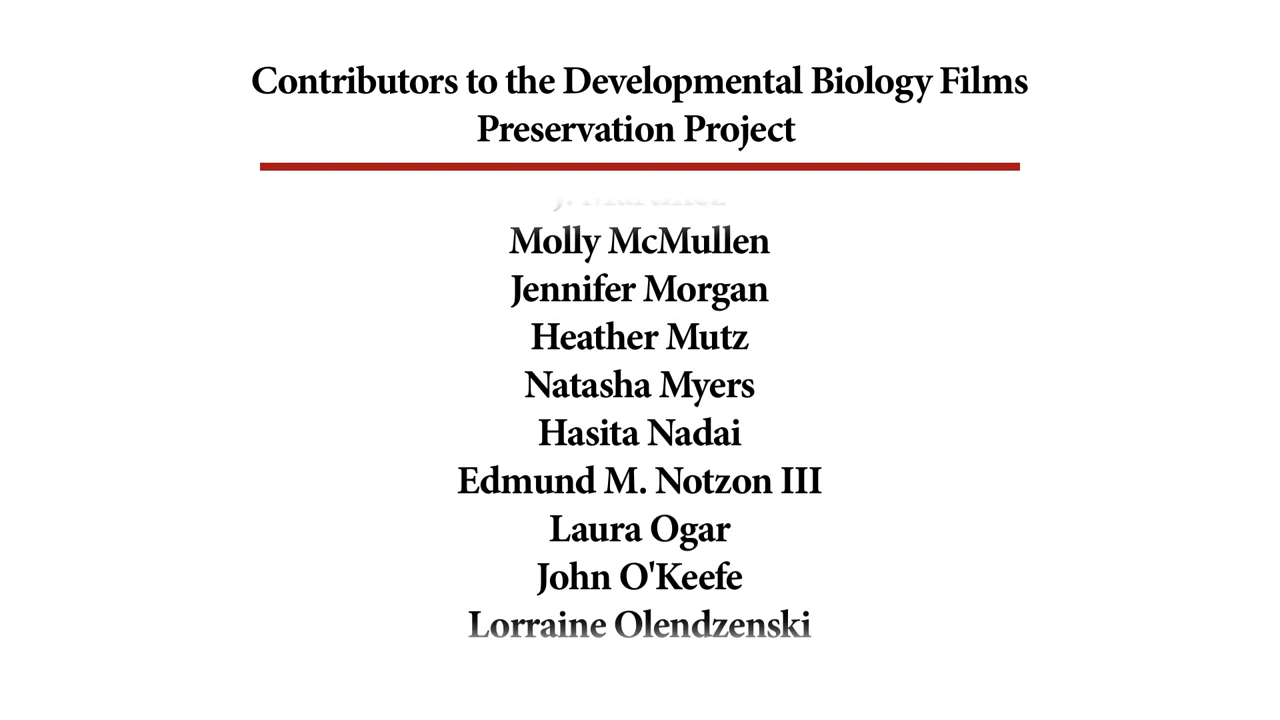 Contributors to the Developmental Biology Films
Preservation Project
Molly McMullen
Jennifer Morgan
Heather Mutz
Natasha Myers
Hasita Nadai
Edmund M. Notzon III
Laura Ogar
John O'Keefe
Lorraine Olendzenski